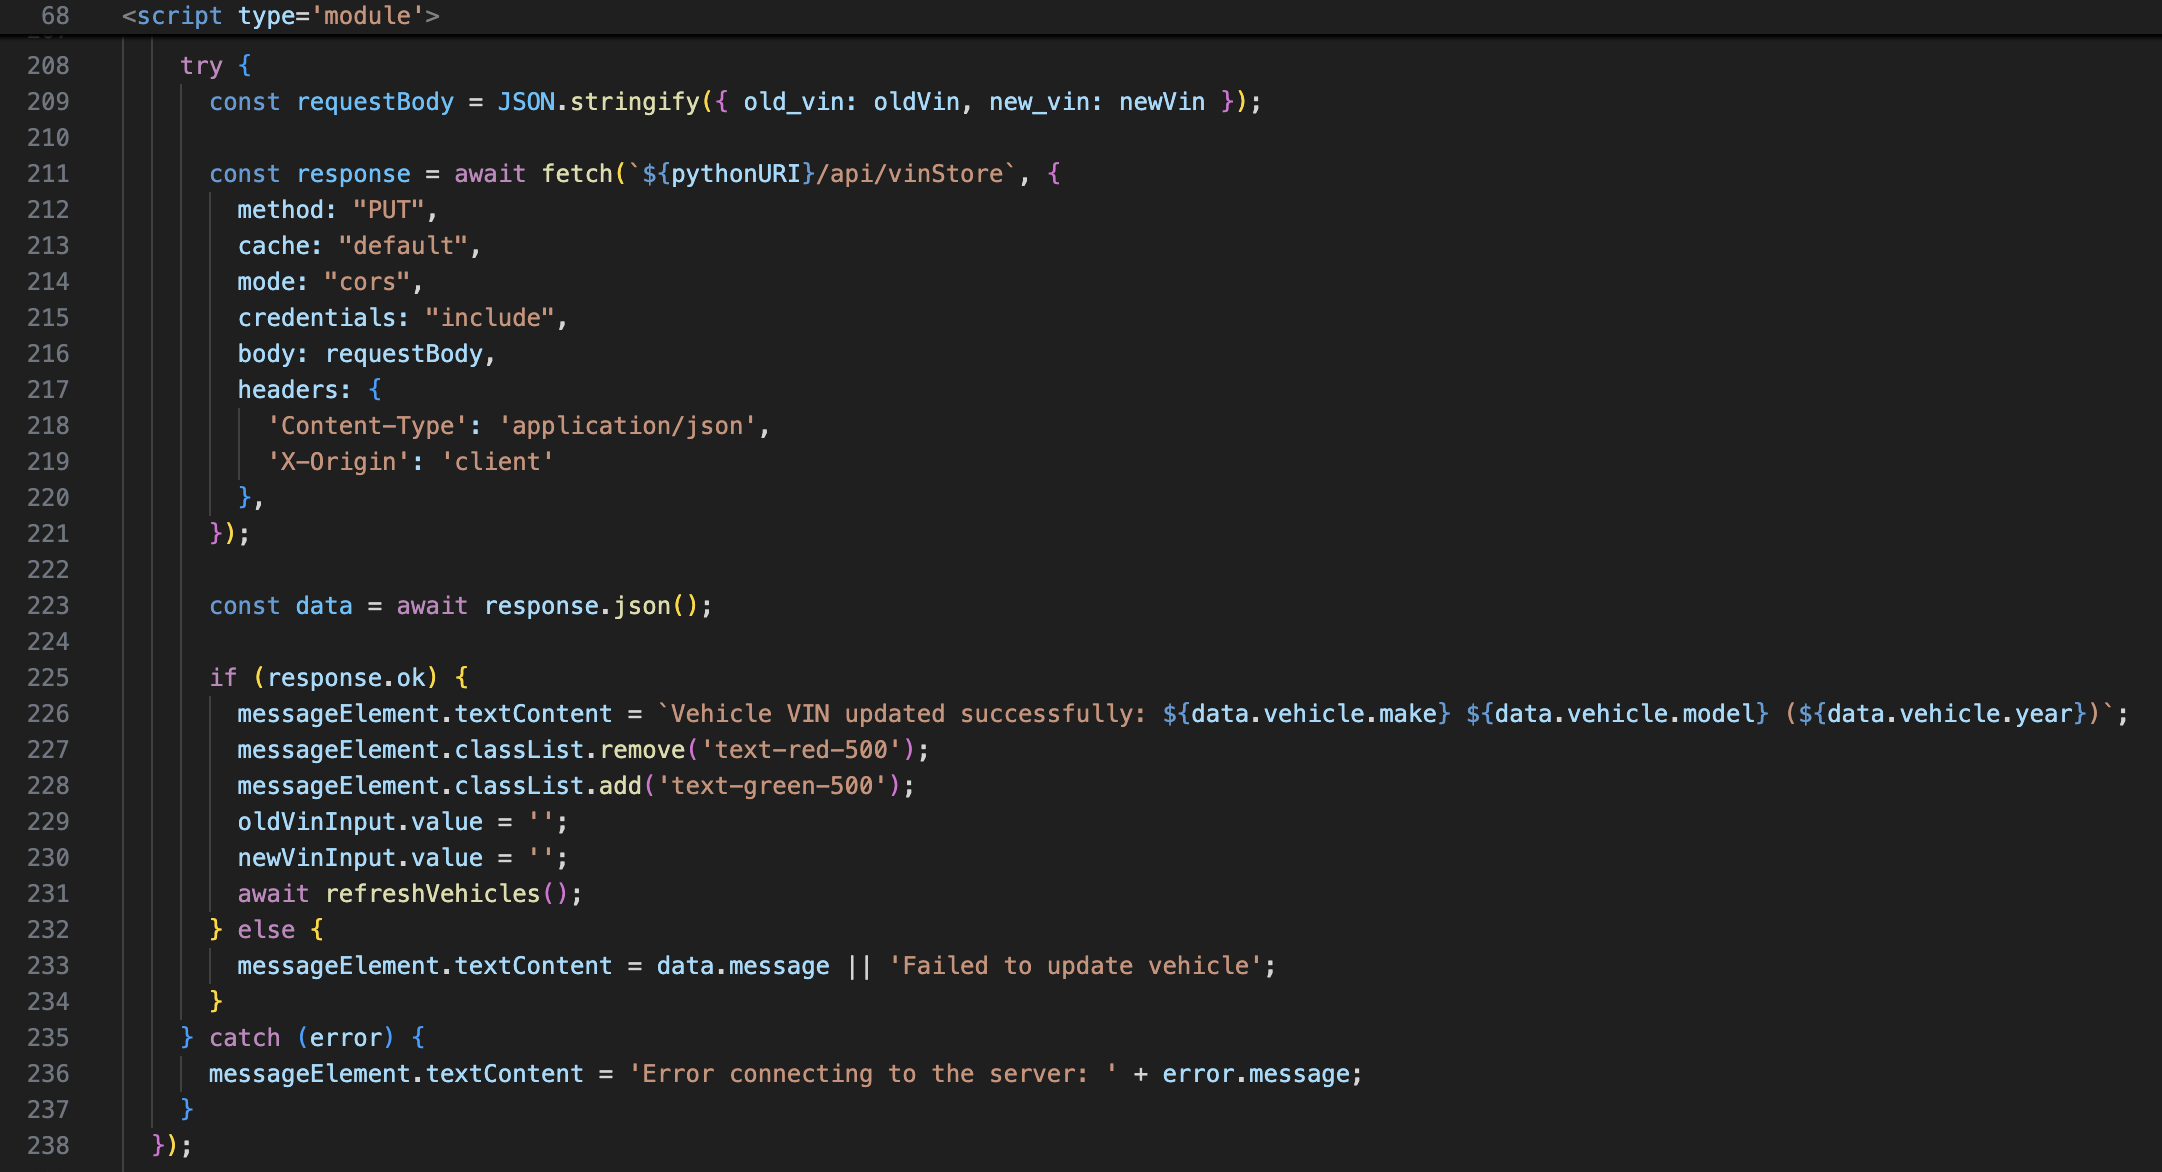 68 <script type='module'>
208 try {
209 const requestBody = JSON.stringify({ old_vin: oldVin, new_vin: newVin });
210
211 const response = await fetch(`${pythonURI}/api/vinStore`, {
212 method: "PUT",
213 cache: "default",
214 mode: "cors",
215 credentials: "include",
216 body: requestBody,
217 headers: {
218 'Content-Type': 'application/json',
219 'X-Origin': 'client'
220 },
221 });
222
223 const data = await response.json();
224
225 if (response.ok) {
226 messageElement.textContent = `Vehicle VIN updated successfully: ${data.vehicle.make} ${data.vehicle.model} (${data.vehicle.year})`;
227 messageElement.classList.remove('text-red-500');
228 messageElement.classList.add('text-green-500');
229 oldVinInput.value = '';
230 newVinInput.value = '';
231 await refreshVehicles();
232 } else {
233 messageElement.textContent = data.message || 'Failed to update vehicle';
234 }
235 } catch (error) {
236 messageElement.textContent = 'Error connecting to the server: ' + error.message;
237 }
238 });